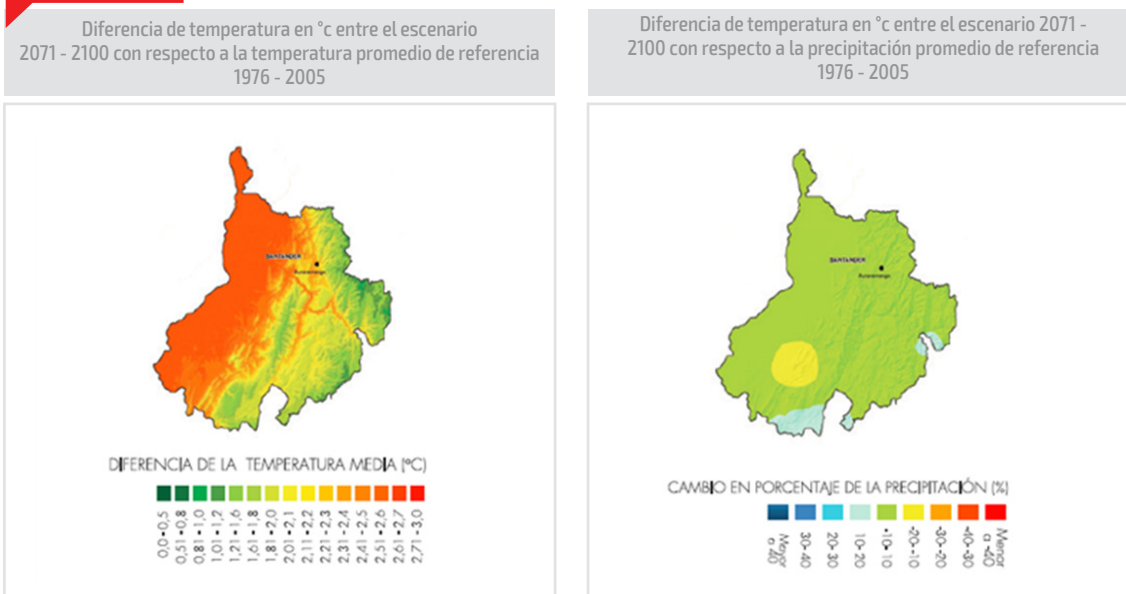 Diferencia de temperatura en °c entre el escenario
2071 - 2100 con respecto a la temperatura promedio de referencia
1976 - 2005
Diferencia de temperatura en °c entre el escenario 2071 -
2100 con respecto a la precipitación promedio de referencia
1976 - 2005
SANTANDER
Bucaramanga
DIFERENCIA DE LA TEMPERATURA MEDIA (ºC)
0,0-0,5
0,51-0,8
0,81-1,0
1,01-1,2
1,21-1,6
1,61-1,8
1,81-2,0
2,01-2,1
2,11-2,2
2,21-2,3
2,31-2,4
2,41-2,5
2,51-2,6
2,61-2,7
2,71-3,0
SANTANDER
Bucaramanga
CAMBIO EN PORCENTAJE DE LA PRECIPITACIÓN (%)
Mayor
a 40
30-40
20-30
10-20
-10-10
-20-10
-30-20
-40-30
Menor
a -40